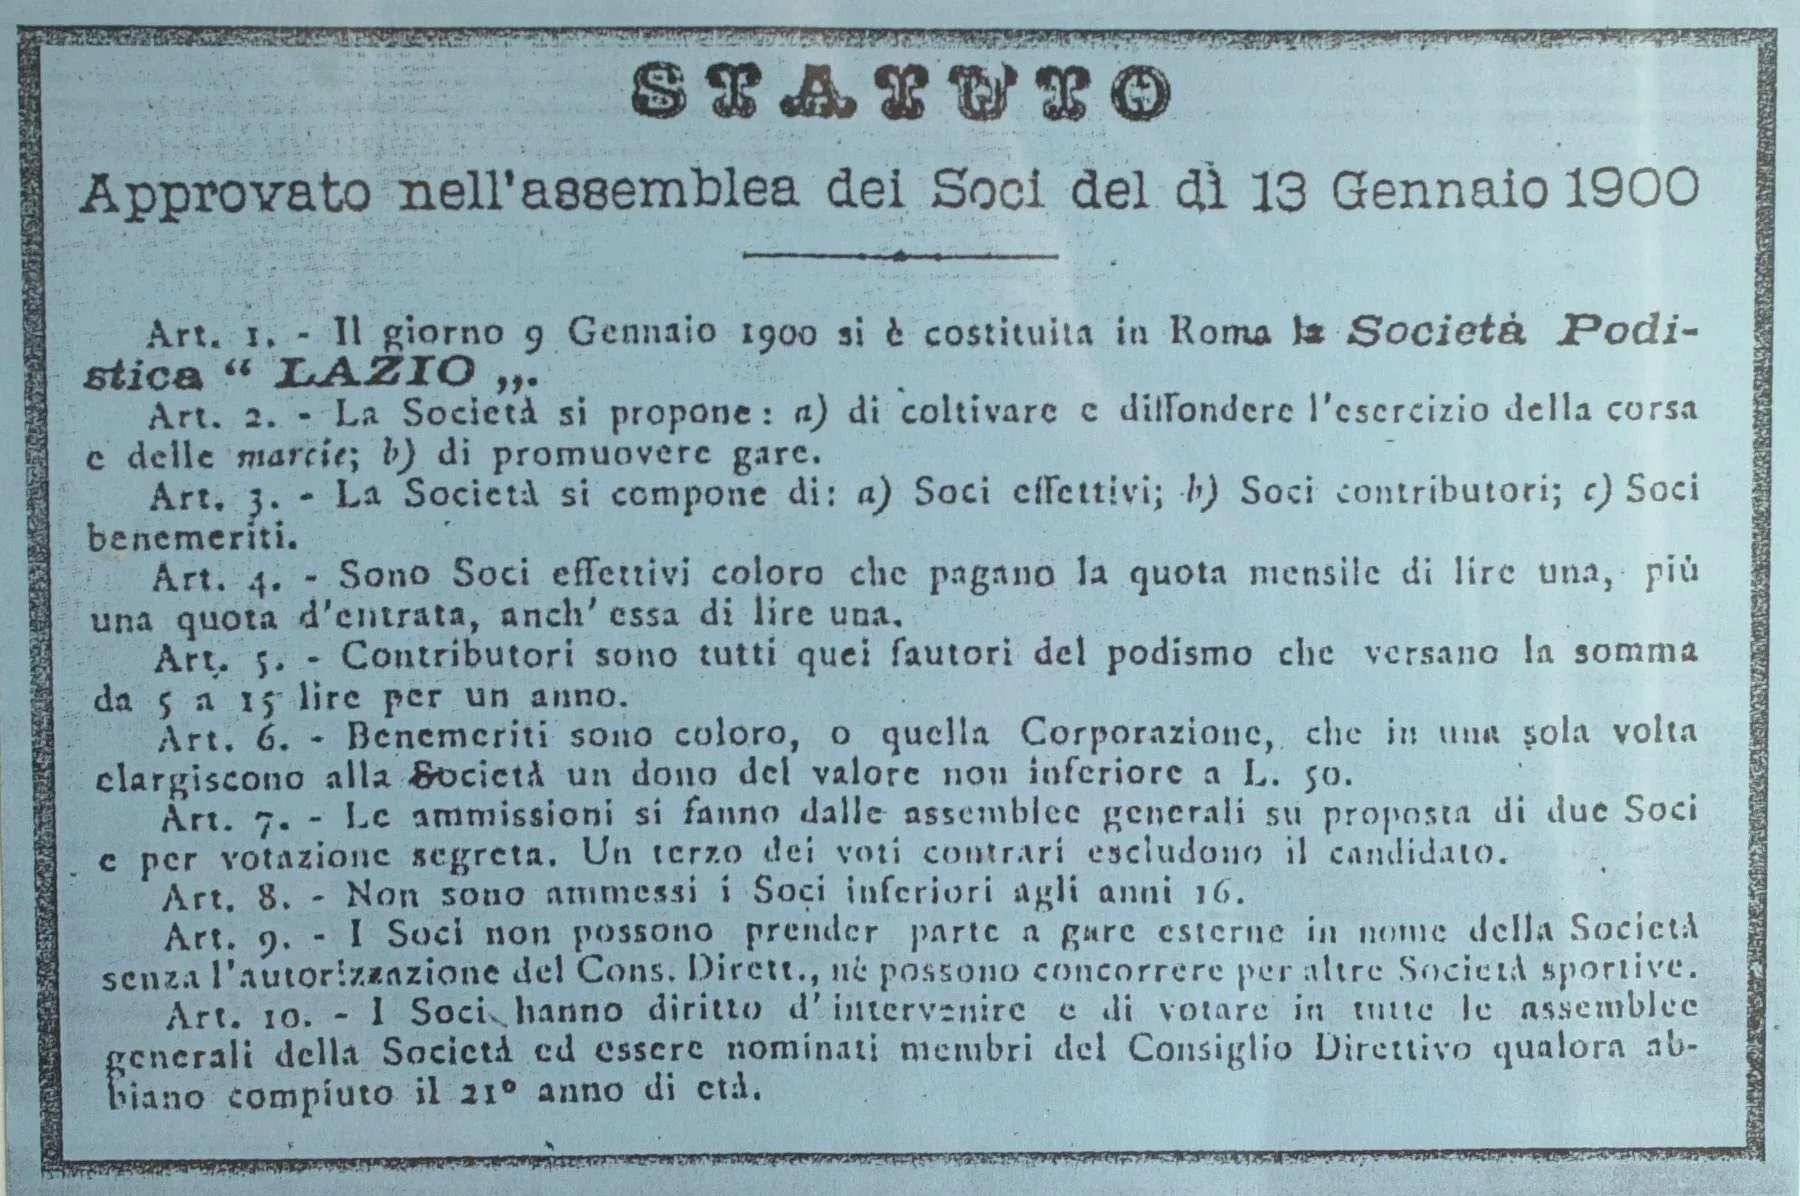 STATUTO
Approvato nell'assemblea dei Soci del dì 13 Gennaio 1900
Art. 1. - Il giorno 9 Gennaio 1900 si è costituita in Roma la Società Podi-
stica “ LAZIO „.
Art. 2. - La Società si propone: a) di coltivare e diffondere l'esercizio della corsa
e delle marcie; b) di promuovere gare.
Art. 3. - La Società si compone di: a) Soci effettivi; b) Soci contributori; c) Soci
benemeriti.
Art. 4. - Sono Soci effettivi coloro che pagano la quota mensile di lire una, più
una quota d'entrata, anch' essa di lire una.
Art. 5. - Contributori sono tutti quei fautori del podismo che versano la somma
da 5 a 15 lire per un anno.
Art. 6. - Benemeriti sono coloro, o quella Corporazione, che in una sola volta
elargiscono alla Società un dono del valore non inferiore a L. 50.
Art. 7. - Le ammissioni si fanno dalle assemblee generali su proposta di due Soci
e per votazione segreta. Un terzo dei voti contrari escludono il candidato.
Art. 8. - Non sono ammessi i Soci inferiori agli anni 16.
Art. 9. - I Soci non possono prender parte a gare esterne in nome della Società
senza l'autorizzazione del Cons. Dirett., nè possono concorrere per altre Società sportive.
Art. 10. - I Soci hanno diritto d' intervenire e di votare in tutte le assemblee
generali della Società ed essere nominati membri del Consiglio Direttivo qualora ab-
biano compiuto il 21º anno di età.